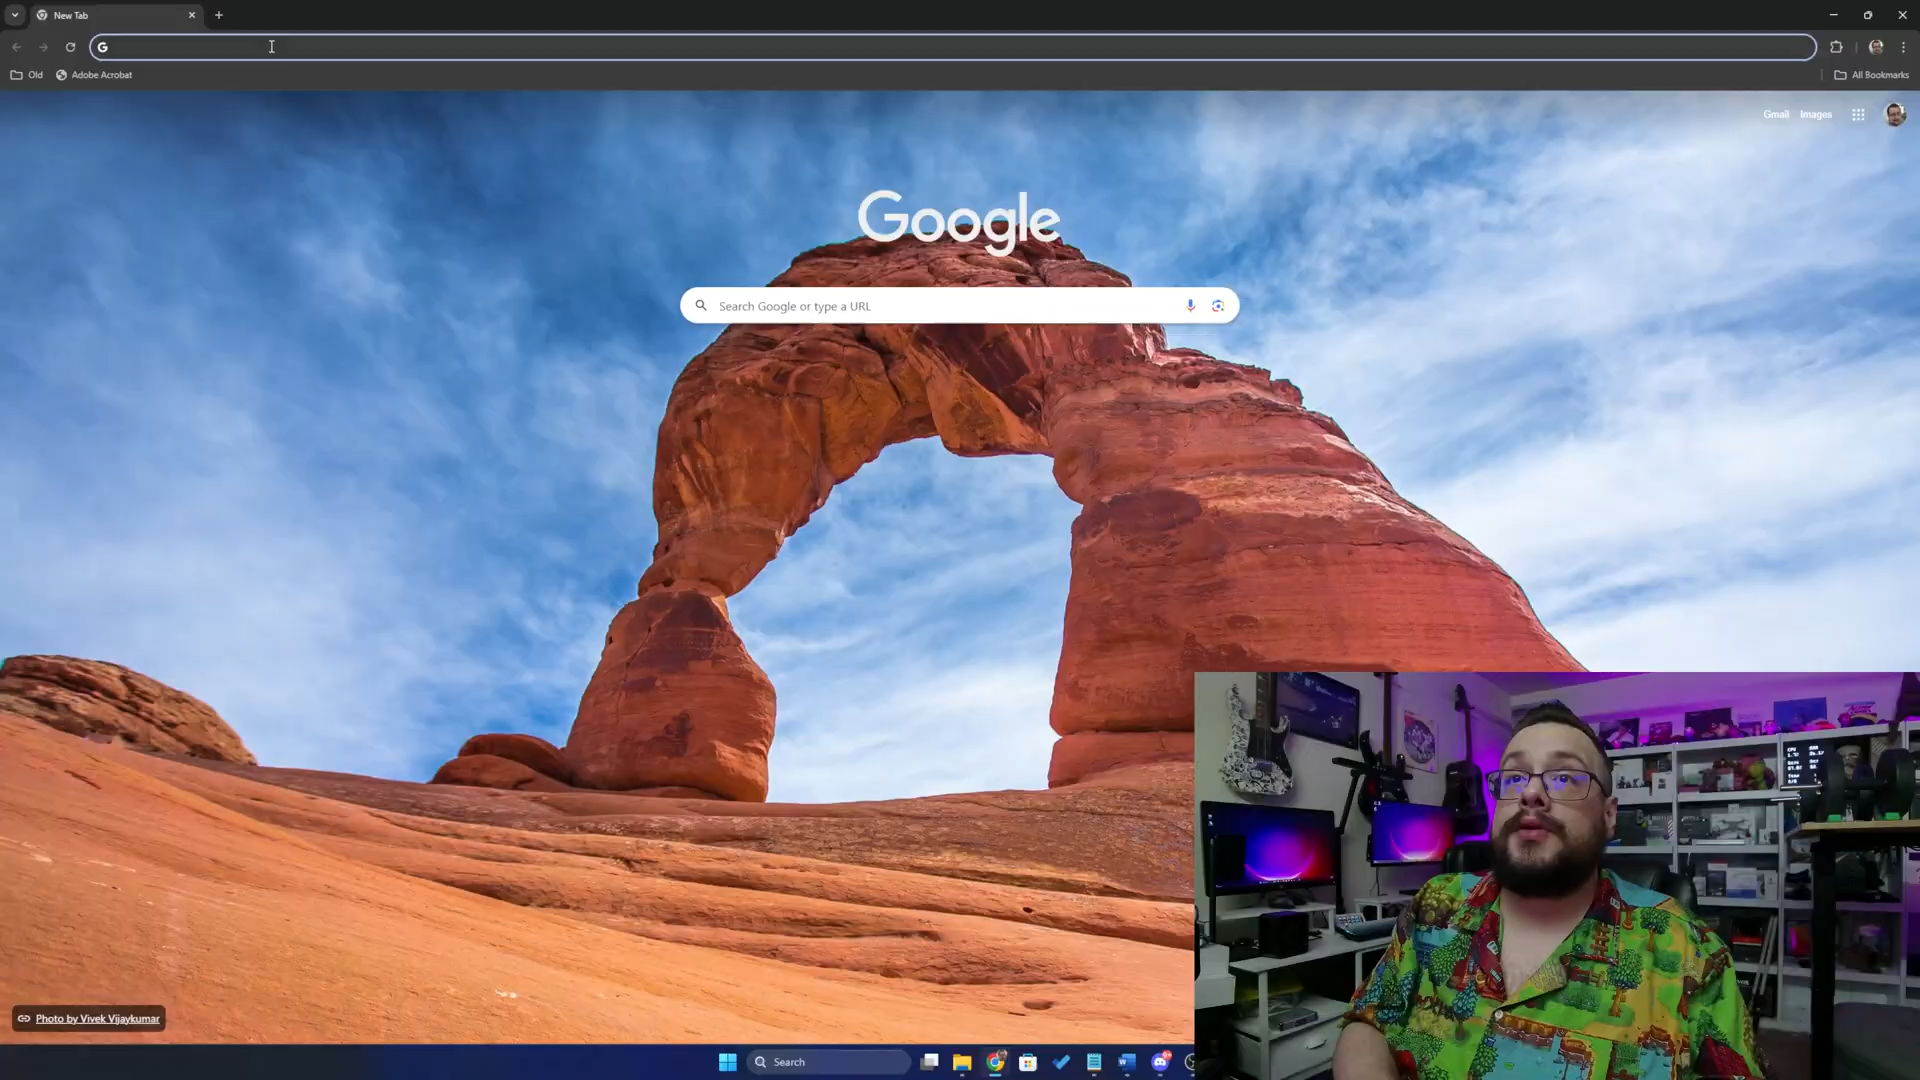 New Tab
Old
Adobe Acrobat
All Bookmarks
Gmail
Images
Google
Search Google or type a URL
Photo by Vivek Vijaykumar
Search